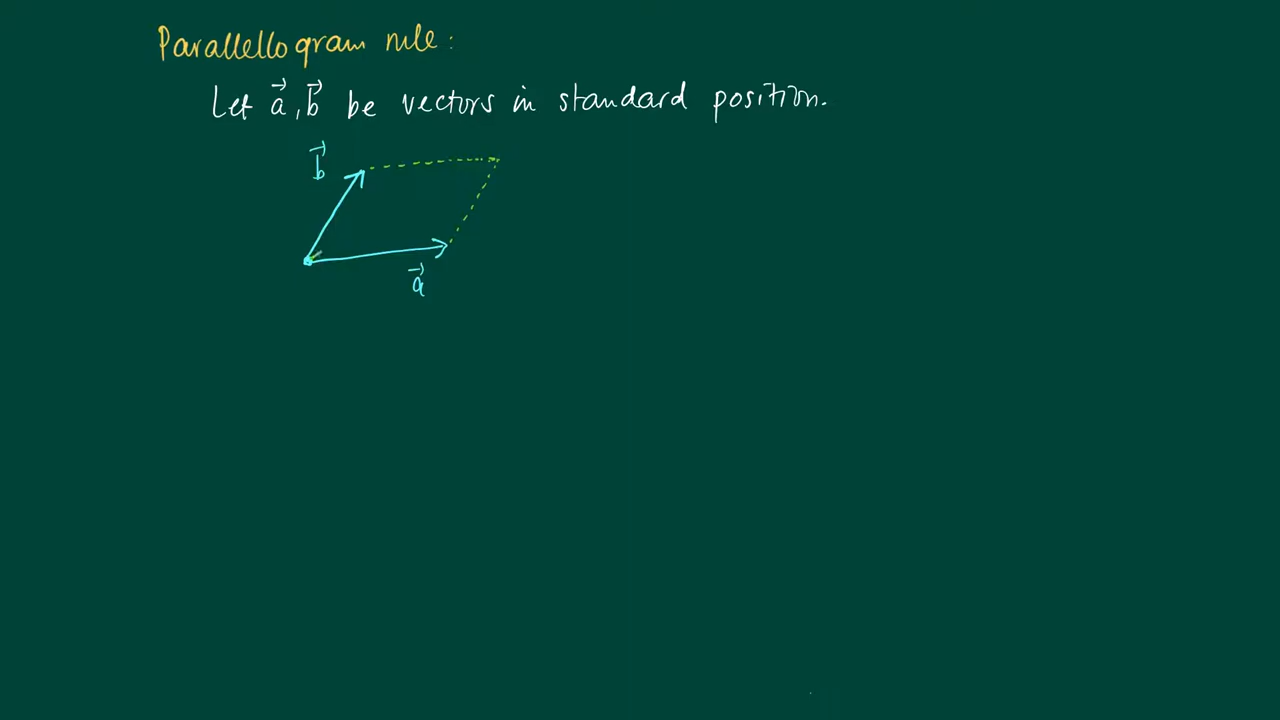 Parallellogram rule:
Let a⃗, b⃗ be vectors in standard position.
b⃗
a⃗